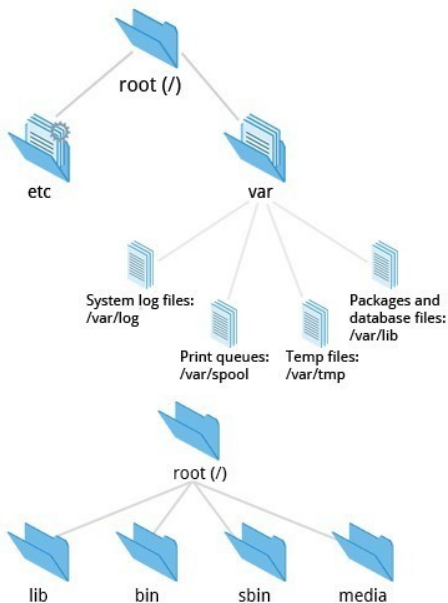 root (/)
etc
var
System log files:
/var/log
Packages and
database files:
/var/lib
Print queues:
/var/spool
Temp files:
/var/tmp
root (/)
lib
bin
sbin
media